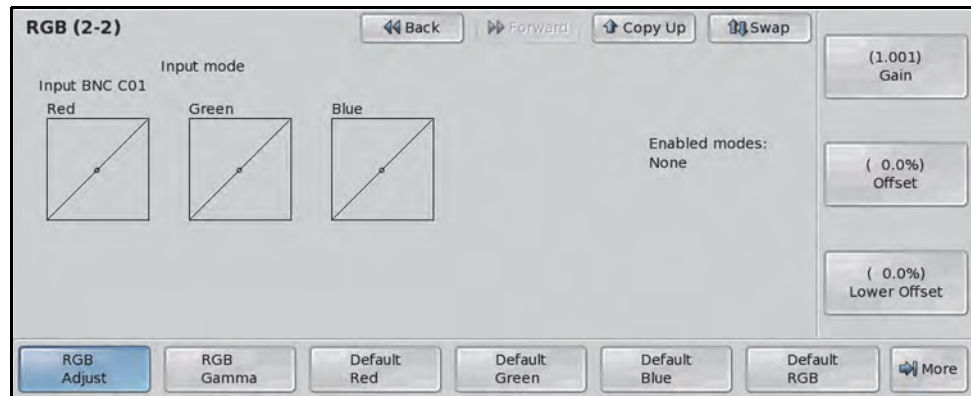 RGB (2-2)
Back
Forward
Copy Up
Swap
Input mode
Input BNC C01
Red
Green
Blue
Enabled modes:
None
(1.001)
Gain
( 0.0%)
Offset
( 0.0%)
Lower Offset
RGB
Adjust
RGB
Gamma
Default
Red
Default
Green
Default
Blue
Default
RGB
More